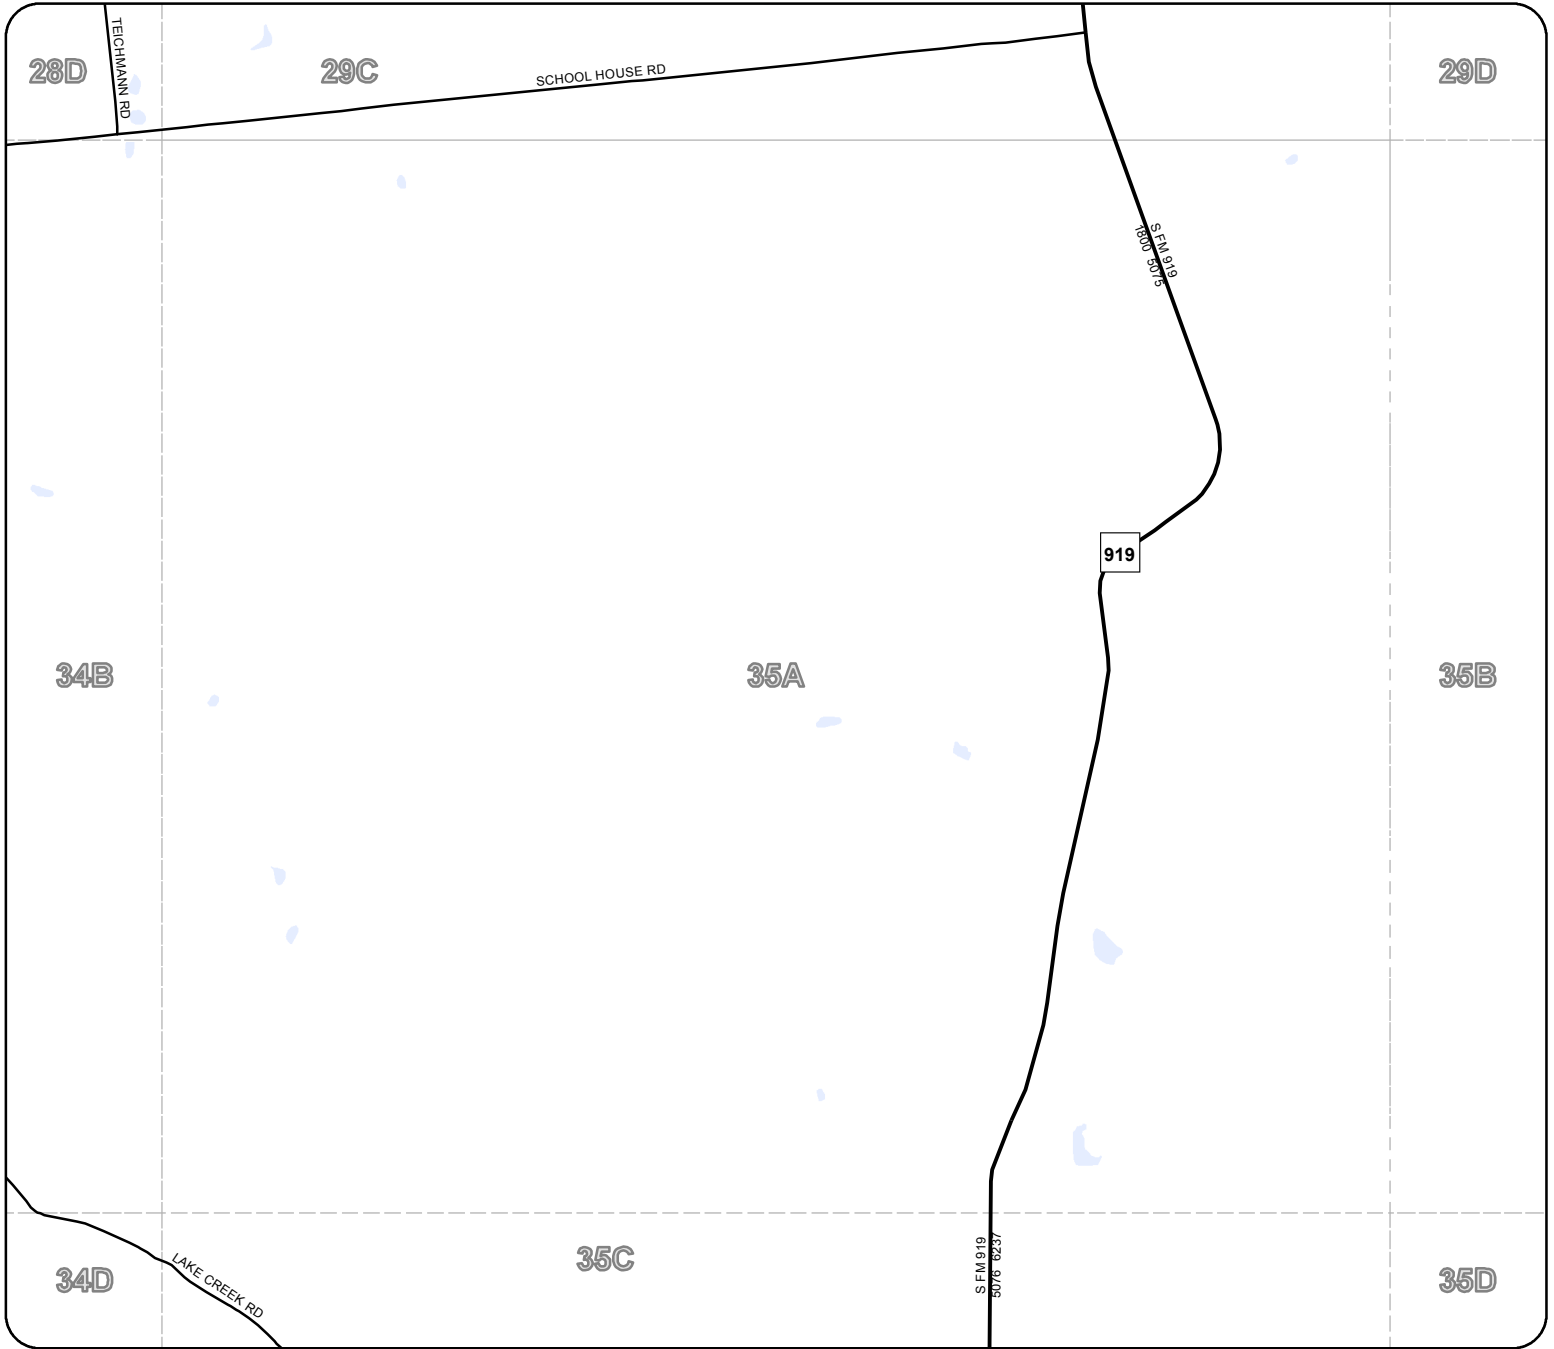 TEICHMANN RD
28D
29C
SCHOOL HOUSE RD
29D
S FM 919
1800 5075
919
34B
35A
35B
LAKE CREEK RD
34D
35C
S FM 919
5076 6237
35D